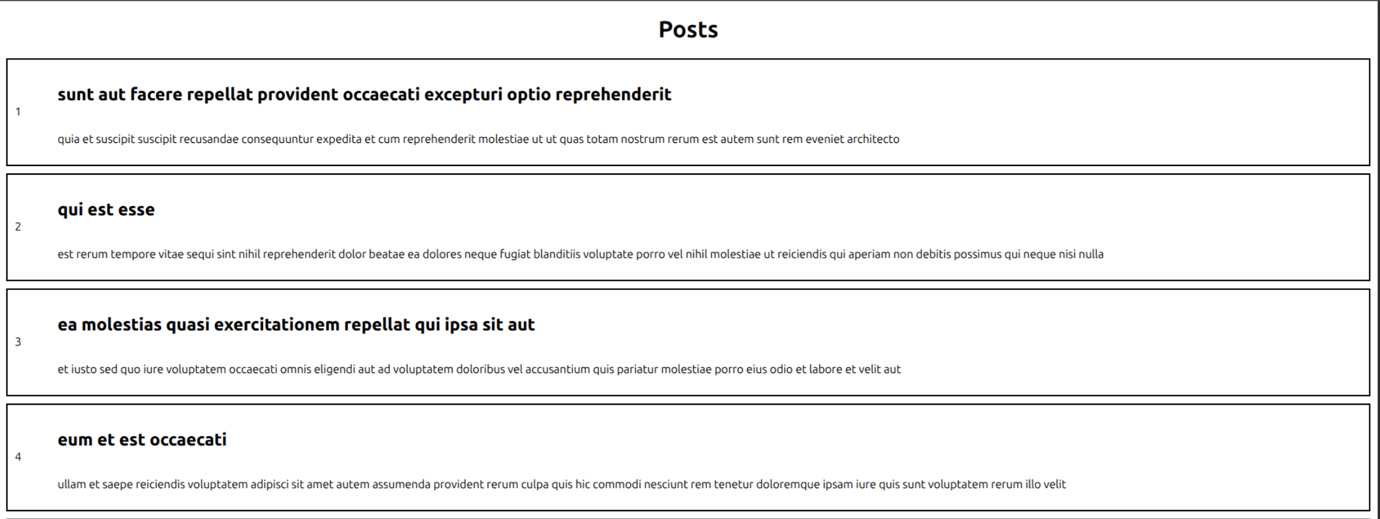 Posts
sunt aut facere repellat provident occaecati excepturi optio reprehenderit
1
quia et suscipit suscipit recusandae consequuntur expedita et cum reprehenderit molestiae ut ut quas totam nostrum rerum est autem sunt rem eveniet architecto
qui est esse
2
est rerum tempore vitae sequi sint nihil reprehenderit dolor beatae ea dolores neque fugiat blanditiis voluptate porro vel nihil molestiae ut reiciendis qui aperiam non debitis possimus qui neque nisi nulla
ea molestias quasi exercitationem repellat qui ipsa sit aut
3
et iusto sed quo iure voluptatem occaecati omnis eligendi aut ad voluptatem doloribus vel accusantium quis pariatur molestiae porro eius odio et labore et velit aut
eum et est occaecati
4
ullam et saepe reiciendis voluptatem adipisci sit amet autem assumenda provident rerum culpa quis hic commodi nesciunt rem tenetur doloremque ipsam iure quis sunt voluptatem rerum illo velit